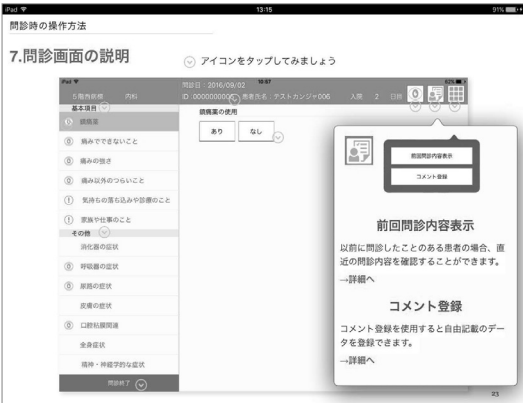 iPad
13:15
91%
問診時の操作方法
7.問診画面の説明
アイコンをタップしてみましょう
iPad
10:07
62%
5階西病棟 内科
問診日：2016/09/02
ID:0000000006 患者氏名：テストカンジャ006 入院 2 日目
基本項目
鎮痛薬
痛みでできないこと
痛みの強さ
痛み以外のつらいこと
気持ちの落ち込みや診療のこと
家族や仕事のこと
その他
消化器の症状
呼吸器の症状
尿路の症状
皮膚の症状
口腔粘膜関連
全身症状
精神・神経学的な症状
問診終了
鎮痛薬の使用
あり なし
前回問診内容表示
コメント登録
前回問診内容表示
以前に問診したことのある患者の場合、直
近の問診内容を確認することができます。
→詳細へ
コメント登録
コメント登録を使用すると自由記載のデー
タを登録できます。
→詳細へ
23